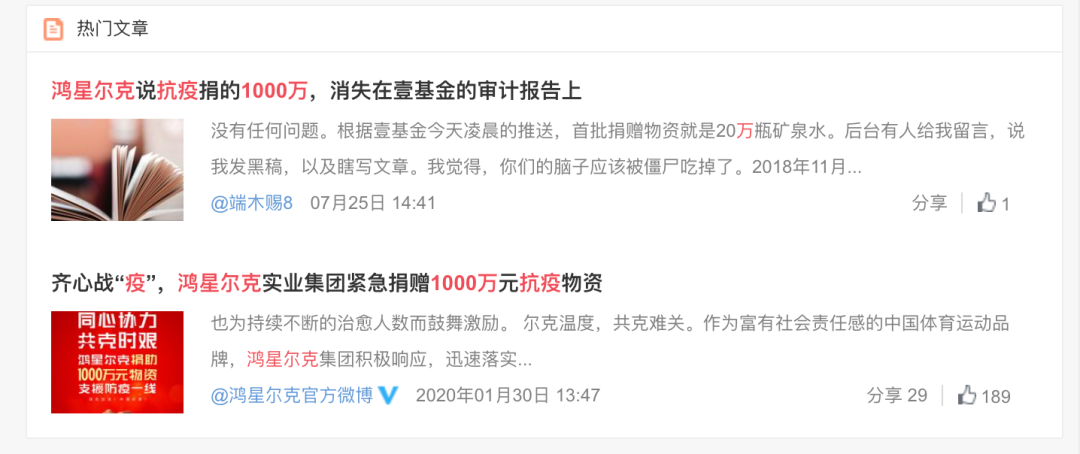 热门文章
鸿星尔克说抗疫捐的1000万，消失在壹基金的审计报告上
没有任何问题。根据壹基金今天凌晨的推送，首批捐赠物资就是20万瓶矿泉水。后台有人给我留言，说
我发黑稿，以及瞎写文章。我觉得，你们的脑子应该被僵尸吃掉了。2018年11月...
@端木赐8 07月25日 14:41
分享 1
齐心战“疫”，鸿星尔克实业集团紧急捐赠1000万元抗疫物资
同心协力
共克时艰
鸿星尔克捐助
1000万元物资
支援防疫一线
也为持续不断的治愈人数而鼓舞激励。 尔克温度，共克难关。作为富有社会责任感的中国体育运动品
牌，鸿星尔克集团积极响应，迅速落实...
@鸿星尔克官方微博 2020年01月30日 13:47
分享 29 189